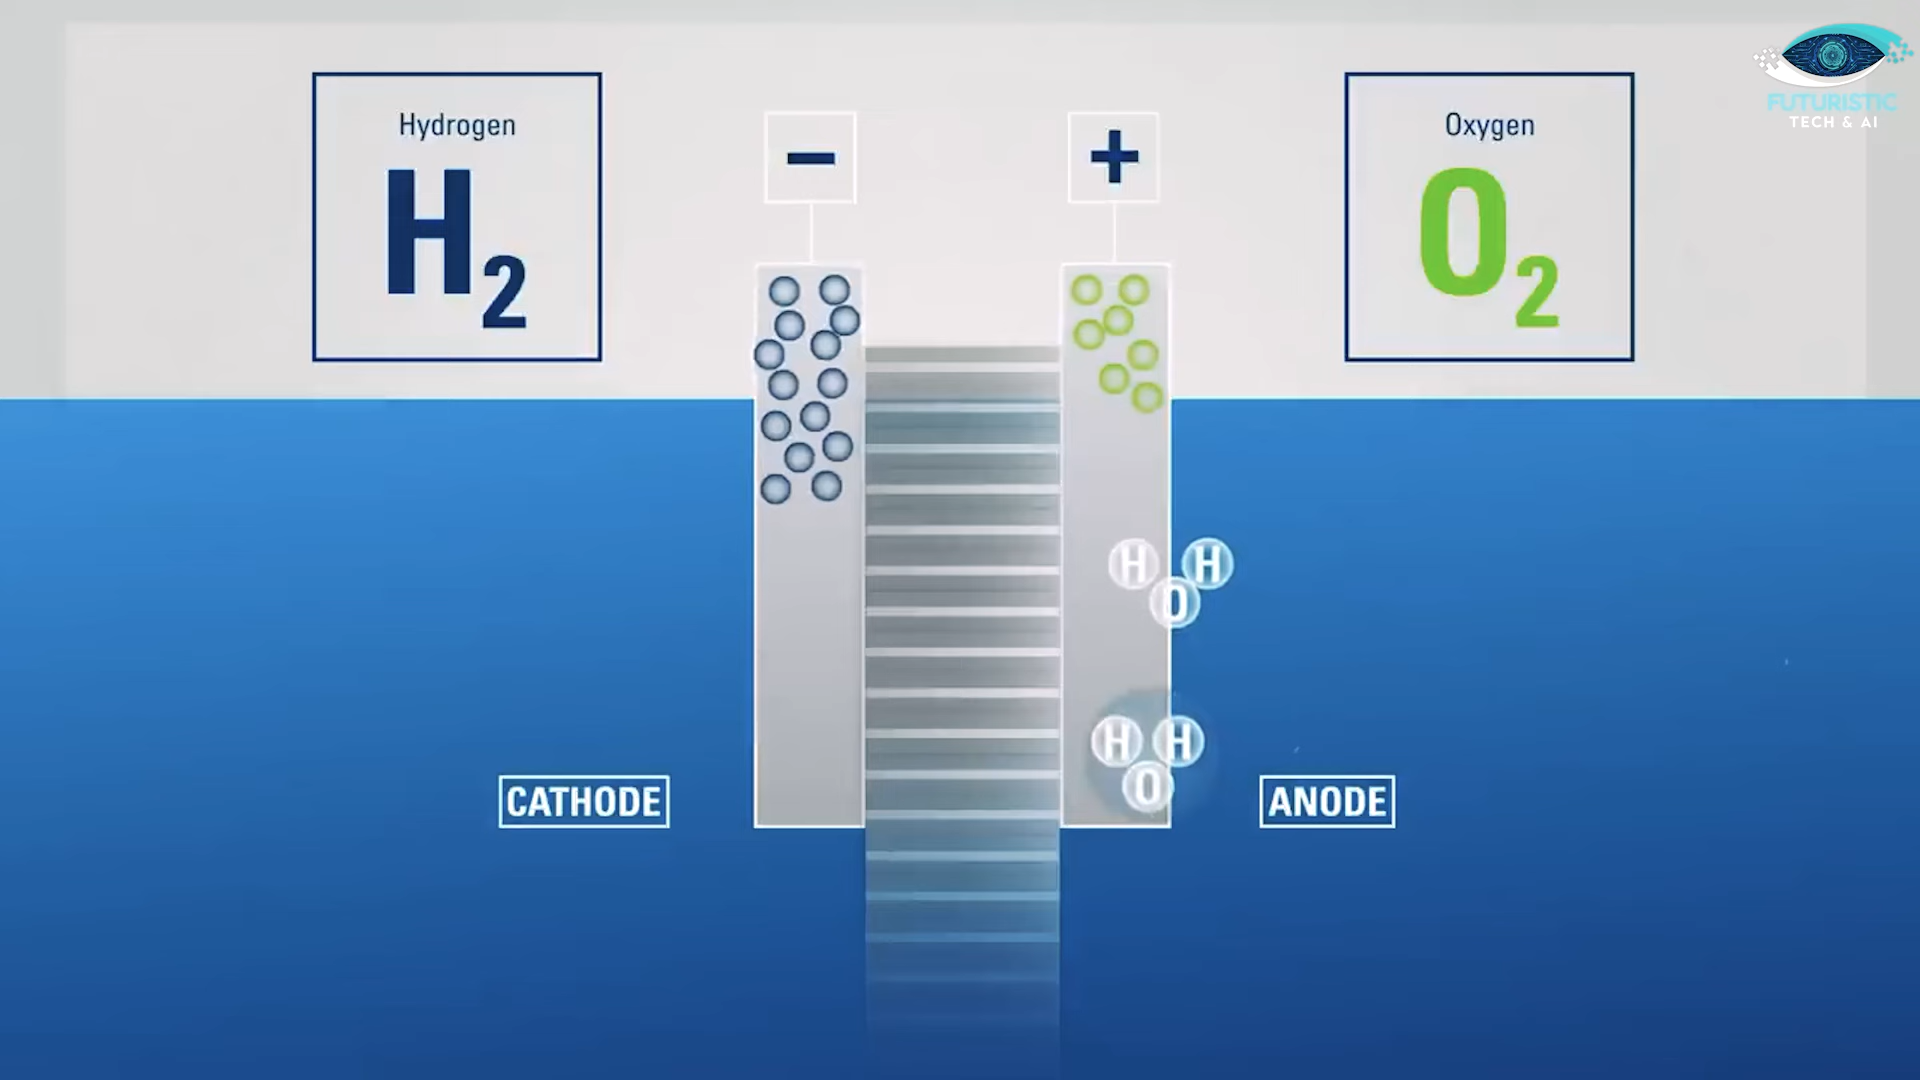 Hydrogen
H2
−
+
Oxygen
O2
FUTURISTIC
TECH & AI
H H
O
H H
O
CATHODE
ANODE